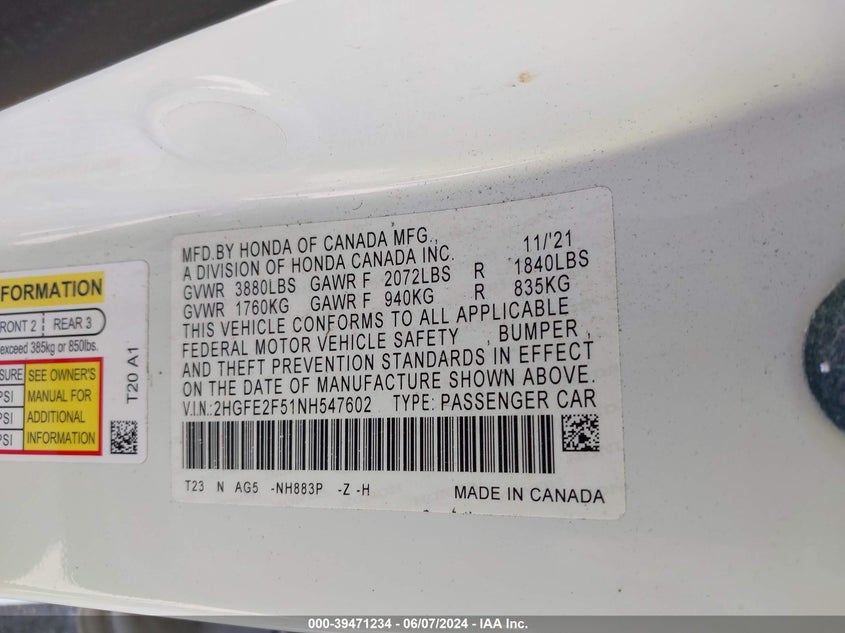 FORMATION
FRONT 2 REAR 3
exceed 385kg or 850lbs.
SURE SEE OWNER'S
PSI MANUAL FOR
PSI ADDITIONAL
PSI INFORMATION
T20 A1
MFD.BY HONDA OF CANADA MFG., 11/'21
A DIVISION OF HONDA CANADA INC.
GVWR 3880LBS GAWR F 2072LBS R 1840LBS
GVWR 1760KG GAWR F 940KG R 835KG
THIS VEHICLE CONFORMS TO ALL APPLICABLE
FEDERAL MOTOR VEHICLE SAFETY , BUMPER ,
AND THEFT PREVENTION STANDARDS IN EFFECT
ON THE DATE OF MANUFACTURE SHOWN ABOVE.
V.I.N.:2HGFE2F51NH547602 TYPE: PASSENGER CAR
T23 N AG5 -NH883P -Z -H MADE IN CANADA
000-39471234 - 06/07/2024 - IAA Inc.